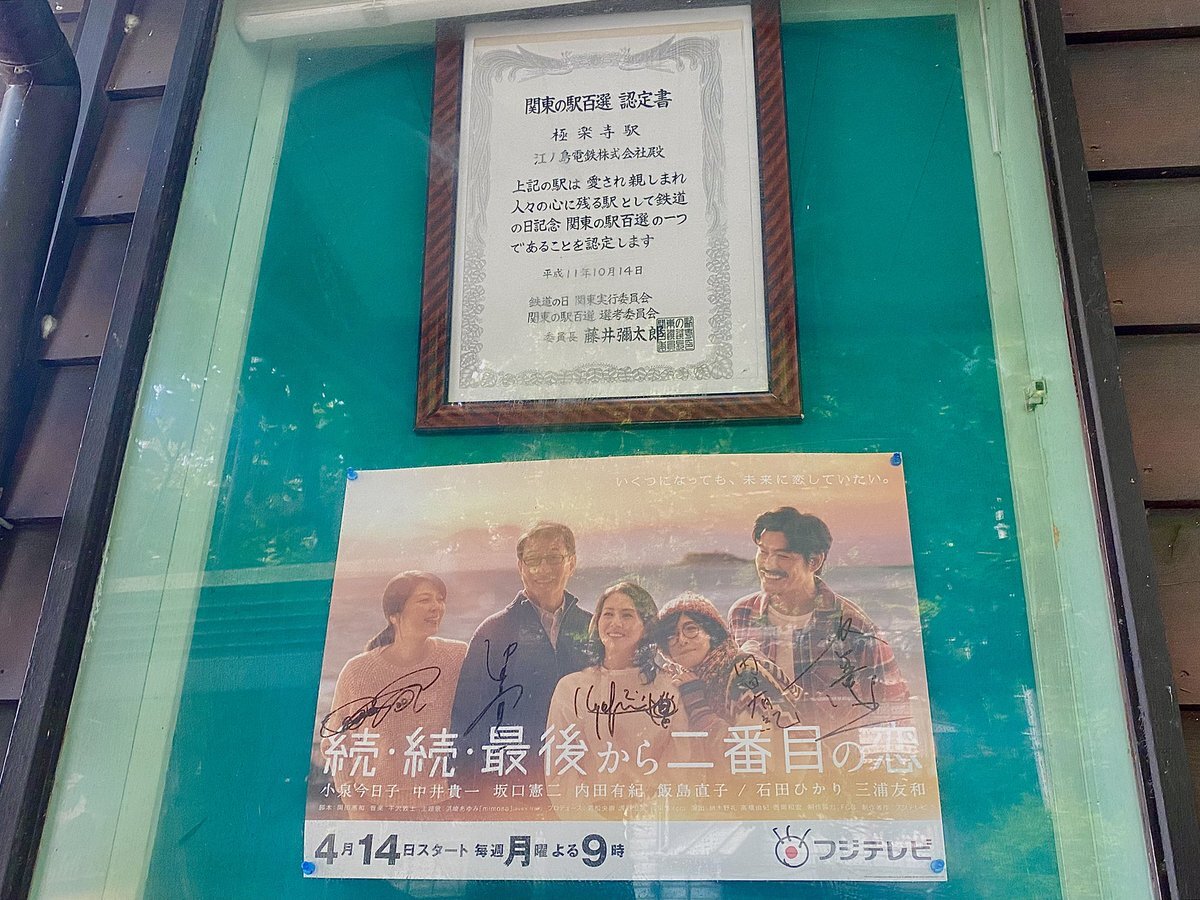 関東の駅百選 認定書
極楽寺駅
江ノ島電鉄株式会社殿
上記の駅は 愛され親しまれ
人々の心に残る駅として鉄道
の日記念 関東の駅百選の一つ
であることを認定します
平成11年10月14日
鉄道の日 関東実行委員会
関東の駅百選 選考委員会
委員長 藤井彌太郎
いくつになっても、未来に恋していたい。
続・続・最後から二番目の恋
小泉今日子 中井貴一 坂口憲二 内田有紀 飯島直子 / 石田ひかり 三浦友和
4月14日スタート 毎週月曜よる9時
フジテレビ